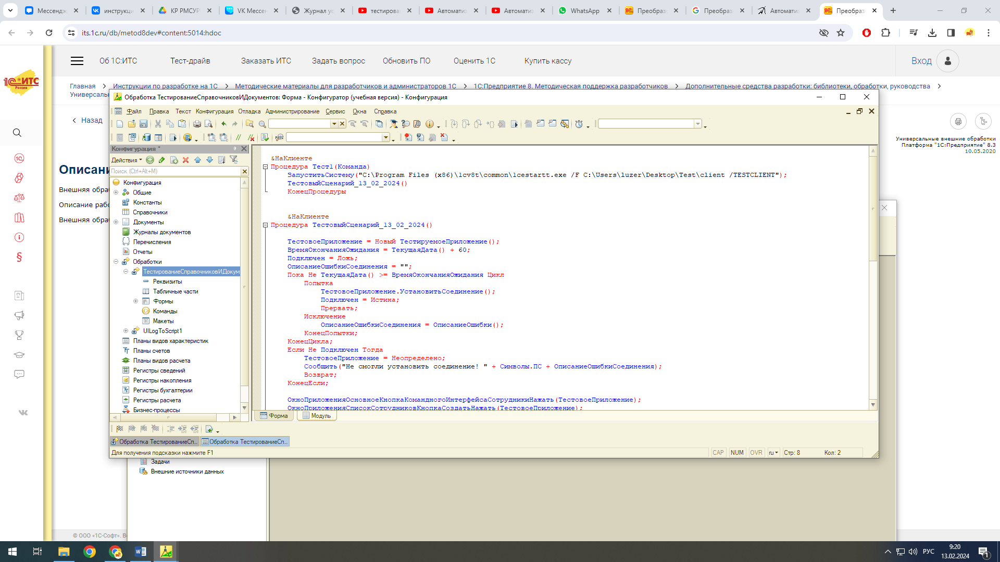 Мессендж
инструкци
КР РМСУР
VK Мессен
Журнал ус
тестирова
Автоматиз
Автоматиз
WhatsApp
Преобраз
Преобраз
Автомати
Преобраз
its.1c.ru/db/metod8dev#content:5014:hdoc
Об 1С:ИТС
Тест-драйв
Заказать ИТС
Задать вопрос
Обновить ПО
Оценить 1С
Купить кассу
Вход
1С ИТС
Россия
Главная
Инструкции по разработке на 1С
Методические материалы для разработчиков и администраторов 1С
1С:Предприятие 8. Методическая поддержка разработчиков
Дополнительные средства разработки: библиотеки, обработки, руководства
Универсаль
Назад
Универсальные внешние обработки
Платформа "1С:Предприятие" 8.3
10.05.2020
Описани
Внешняя обра
Описание рабо
Внешняя обра
Обработка ТестированиеСправочниковИДокументов: Форма - Конфигуратор (учебная версия) - Конфигурация
Файл Правка Текст Конфигурация Отладка Администрирование Сервис Окна Справка
Конфигурация *
Действия
Поиск (Ctrl+Alt+M)
Конфигурация
Общие
Константы
Справочники
Документы
Журналы документов
Перечисления
Отчеты
Обработки
ТестированиеСправочниковИДокум
Реквизиты
Табличные части
Формы
Команды
Макеты
UILogToScript1
Планы видов характеристик
Планы счетов
Планы видов расчета
Регистры сведений
Регистры накопления
Регистры бухгалтерии
Регистры расчета
Бизнес-процессы
&НаКлиенте
Процедура Тест1(Команда)
ЗапуститьСистему("C:\Program Files (x86)\1cv8t\common\1cestartt.exe /F C:\Users\luzer\Desktop\Test\client /TESTCLIENT");
ТестовыйСценарий_13_02_2024()
КонецПроцедуры
&НаКлиенте
Процедура ТестовыйСценарий_13_02_2024()
ТестовоеПриложение = Новый ТестируемоеПриложение();
ВремяОкончанияОжидания = ТекущаяДата() + 60;
Подключен = Ложь;
ОписаниеОшибкиСоединения = "";
Пока Не ТекущаяДата() >= ВремяОкончанияОжидания Цикл
Попытка
ТестовоеПриложение.УстановитьСоединение();
Подключен = Истина;
Прервать;
Исключение
ОписаниеОшибкиСоединения = ОписаниеОшибки();
КонецПопытки;
КонецЦикла;
Если Не Подключен Тогда
ТестовоеПриложение = Неопределено;
Сообщить("Не смогли установить соединение! " + Символы.ПС + ОписаниеОшибкиСоединения);
Возврат;
КонецЕсли;
ОкноПриложенияОсновноеКнопкаКомандногоИнтерфейсаСотрудникиНажать(ТестовоеПриложение);
ОкноПриложенияСписокСотрудниковКнопкаСоздатьНажать(ТестовоеПриложение);
Форма
Модуль
Обработка ТестированиеСп...
Обработка ТестированиеСп...
Для получения подсказки нажмите F1
CAP NUM OVR ru Стр: 8 Кол: 2
Задачи
Внешние источники данных
© ООО «1С-Софт». Вс
РУС
9:20
13.02.2024
1